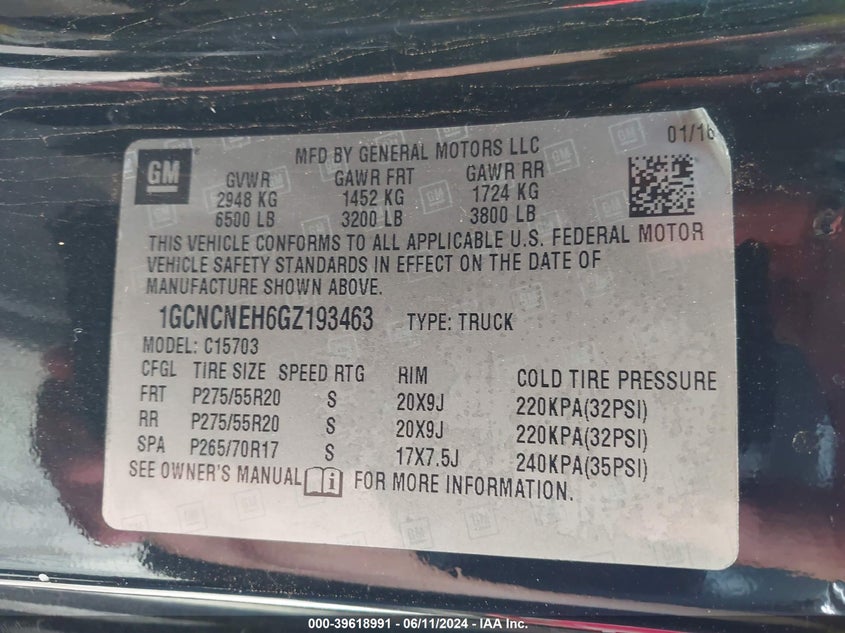 GM
MFD BY GENERAL MOTORS LLC
01/16
GVWR GAWR FRT GAWR RR
2948 KG 1452 KG 1724 KG
6500 LB 3200 LB 3800 LB
THIS VEHICLE CONFORMS TO ALL APPLICABLE U.S. FEDERAL MOTOR
VEHICLE SAFETY STANDARDS IN EFFECT ON THE DATE OF
MANUFACTURE SHOWN ABOVE.
1GCNCNEH6GZ193463 TYPE: TRUCK
MODEL: C15703
CFGL TIRE SIZE SPEED RTG RIM COLD TIRE PRESSURE
FRT P275/55R20 S 20X9J 220KPA(32PSI)
RR P275/55R20 S 20X9J 220KPA(32PSI)
SPA P265/70R17 S 17X7.5J 240KPA(35PSI)
SEE OWNER'S MANUAL i FOR MORE INFORMATION.
000-39618991 - 06/11/2024 - IAA Inc.